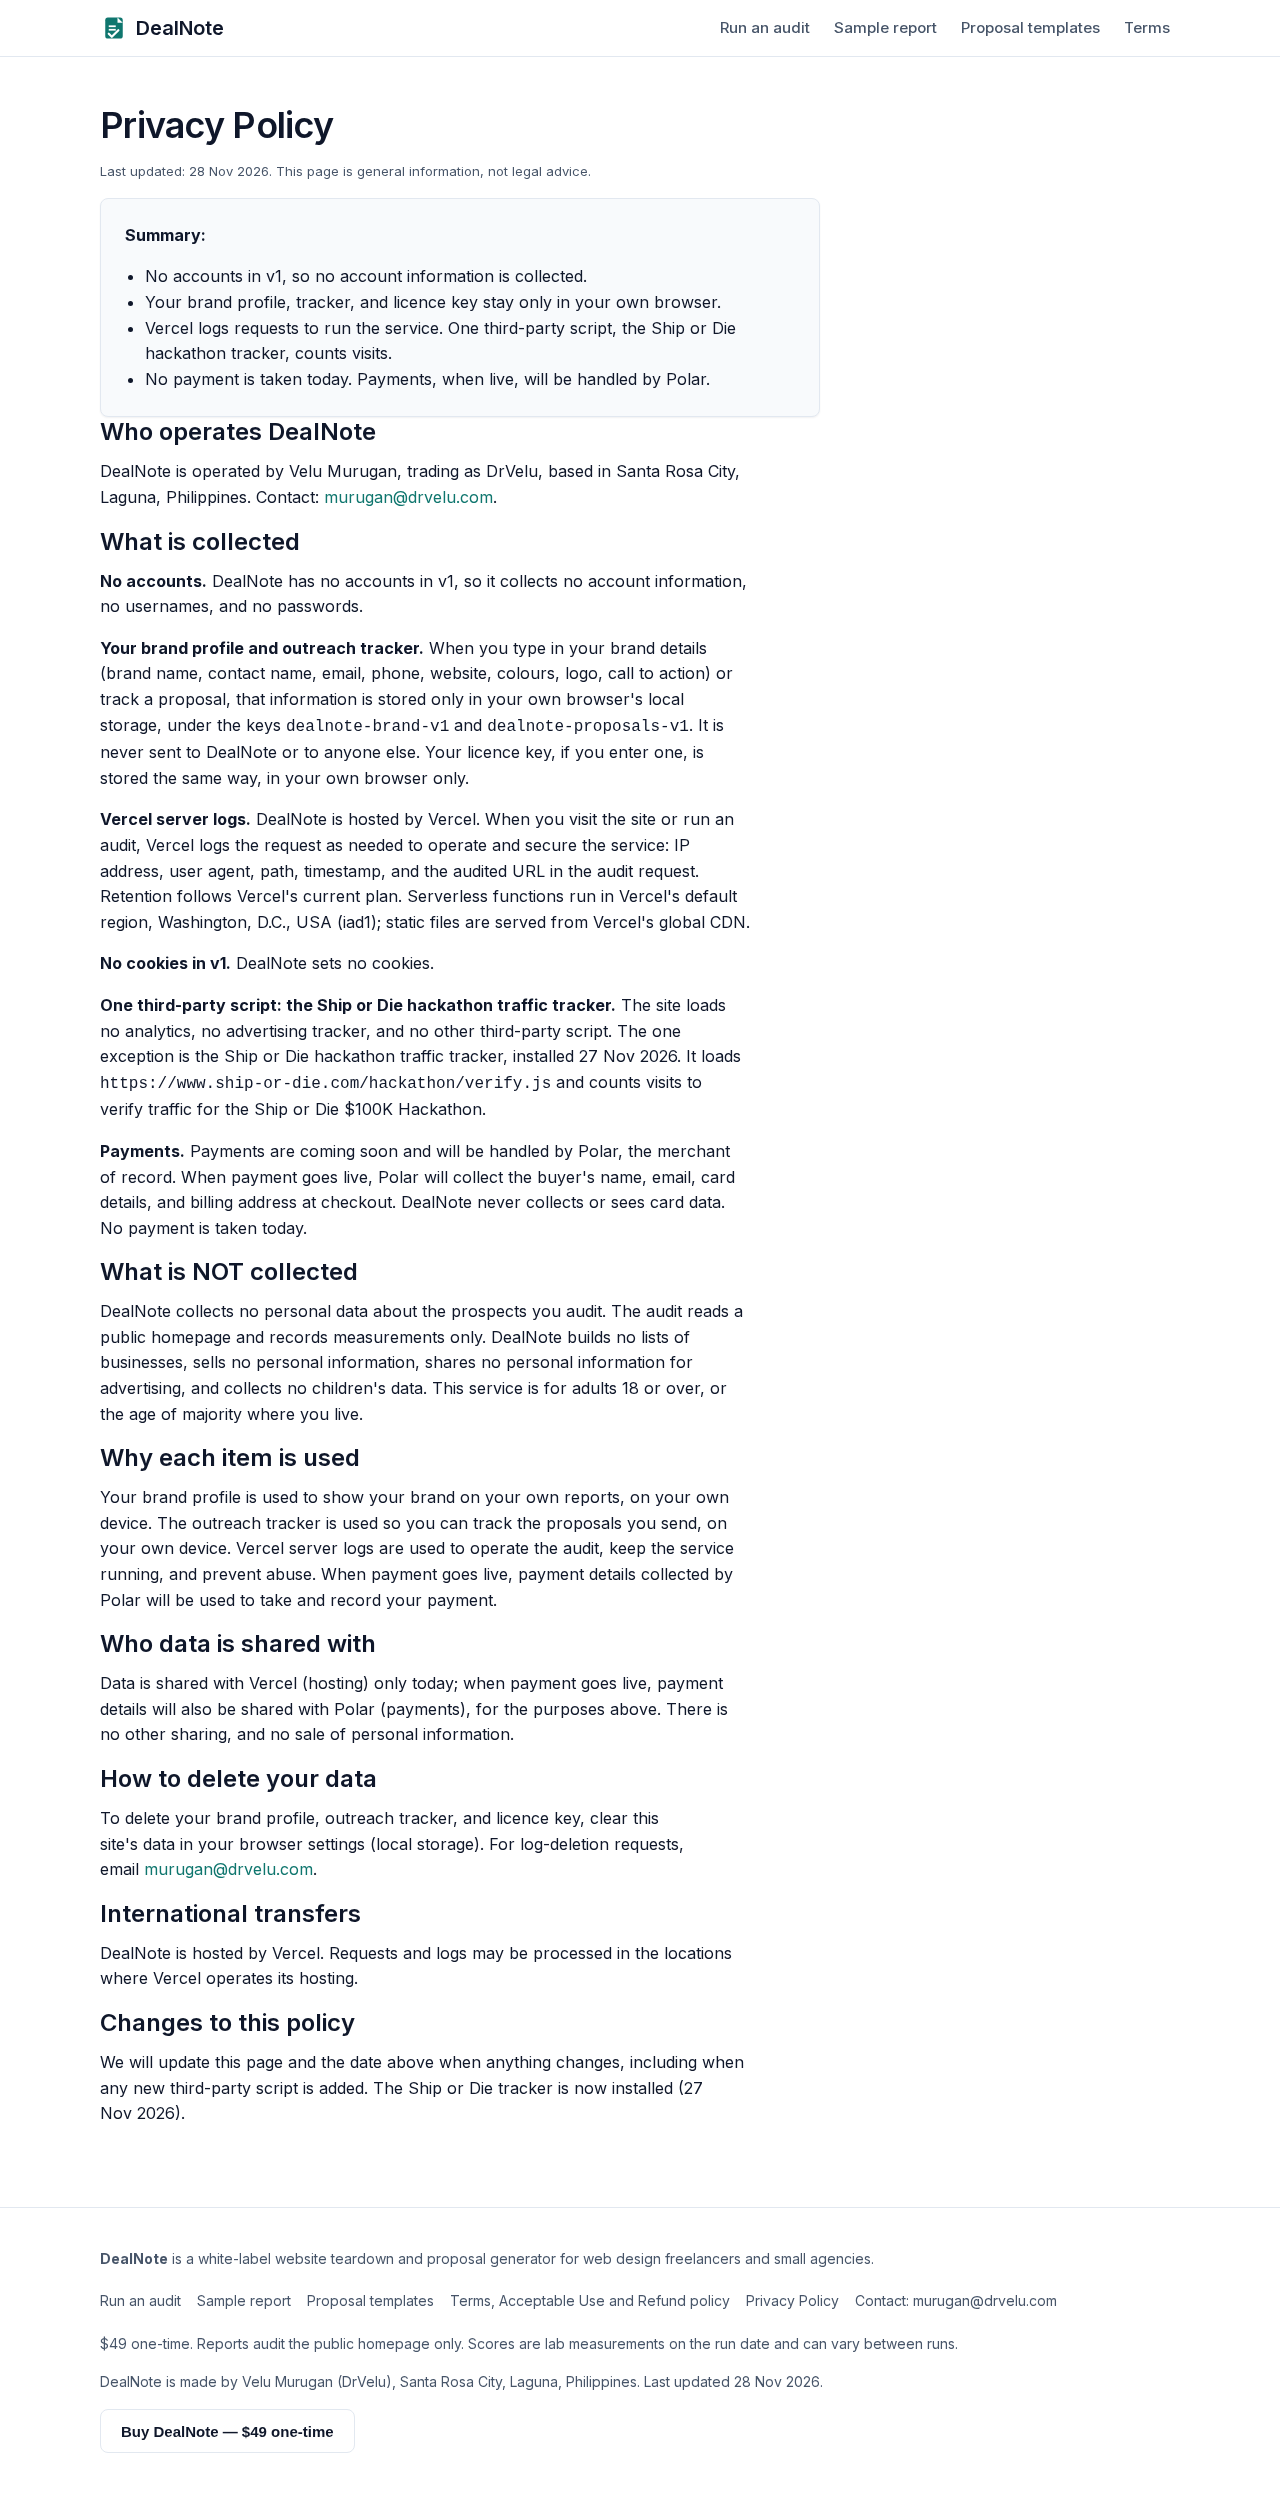 DealNote
Run an audit
Sample report
Proposal templates
Terms
Privacy Policy
Last updated: 28 Nov 2026. This page is general information, not legal advice.
Summary:
• No accounts in v1, so no account information is collected.
• Your brand profile, tracker, and licence key stay only in your own browser.
• Vercel logs requests to run the service. One third-party script, the Ship or Die
hackathon tracker, counts visits.
• No payment is taken today. Payments, when live, will be handled by Polar.
Who operates DealNote
DealNote is operated by Velu Murugan, trading as DrVelu, based in Santa Rosa City,
Laguna, Philippines. Contact: murugan@drvelu.com.
What is collected
No accounts. DealNote has no accounts in v1, so it collects no account information,
no usernames, and no passwords.
Your brand profile and outreach tracker. When you type in your brand details
(brand name, contact name, email, phone, website, colours, logo, call to action) or
track a proposal, that information is stored only in your own browser's local
storage, under the keys dealnote-brand-v1 and dealnote-proposals-v1. It is
never sent to DealNote or to anyone else. Your licence key, if you enter one, is
stored the same way, in your own browser only.
Vercel server logs. DealNote is hosted by Vercel. When you visit the site or run an
audit, Vercel logs the request as needed to operate and secure the service: IP
address, user agent, path, timestamp, and the audited URL in the audit request.
Retention follows Vercel's current plan. Serverless functions run in Vercel's default
region, Washington, D.C., USA (iad1); static files are served from Vercel's global CDN.
No cookies in v1. DealNote sets no cookies.
One third-party script: the Ship or Die hackathon traffic tracker. The site loads
no analytics, no advertising tracker, and no other third-party script. The one
exception is the Ship or Die hackathon traffic tracker, installed 27 Nov 2026. It loads
https://www.ship-or-die.com/hackathon/verify.js and counts visits to
verify traffic for the Ship or Die $100K Hackathon.
Payments. Payments are coming soon and will be handled by Polar, the merchant
of record. When payment goes live, Polar will collect the buyer's name, email, card
details, and billing address at checkout. DealNote never collects or sees card data.
No payment is taken today.
What is NOT collected
DealNote collects no personal data about the prospects you audit. The audit reads a
public homepage and records measurements only. DealNote builds no lists of
businesses, sells no personal information, shares no personal information for
advertising, and collects no children's data. This service is for adults 18 or over, or
the age of majority where you live.
Why each item is used
Your brand profile is used to show your brand on your own reports, on your own
device. The outreach tracker is used so you can track the proposals you send, on
your own device. Vercel server logs are used to operate the audit, keep the service
running, and prevent abuse. When payment goes live, payment details collected by
Polar will be used to take and record your payment.
Who data is shared with
Data is shared with Vercel (hosting) only today; when payment goes live, payment
details will also be shared with Polar (payments), for the purposes above. There is
no other sharing, and no sale of personal information.
How to delete your data
To delete your brand profile, outreach tracker, and licence key, clear this
site's data in your browser settings (local storage). For log-deletion requests,
email murugan@drvelu.com.
International transfers
DealNote is hosted by Vercel. Requests and logs may be processed in the locations
where Vercel operates its hosting.
Changes to this policy
We will update this page and the date above when anything changes, including when
any new third-party script is added. The Ship or Die tracker is now installed (27
Nov 2026).
DealNote is a white-label website teardown and proposal generator for web design freelancers and small agencies.
Run an audit Sample report Proposal templates Terms, Acceptable Use and Refund policy Privacy Policy Contact: murugan@drvelu.com
$49 one-time. Reports audit the public homepage only. Scores are lab measurements on the run date and can vary between runs.
DealNote is made by Velu Murugan (DrVelu), Santa Rosa City, Laguna, Philippines. Last updated 28 Nov 2026.
Buy DealNote — $49 one-time